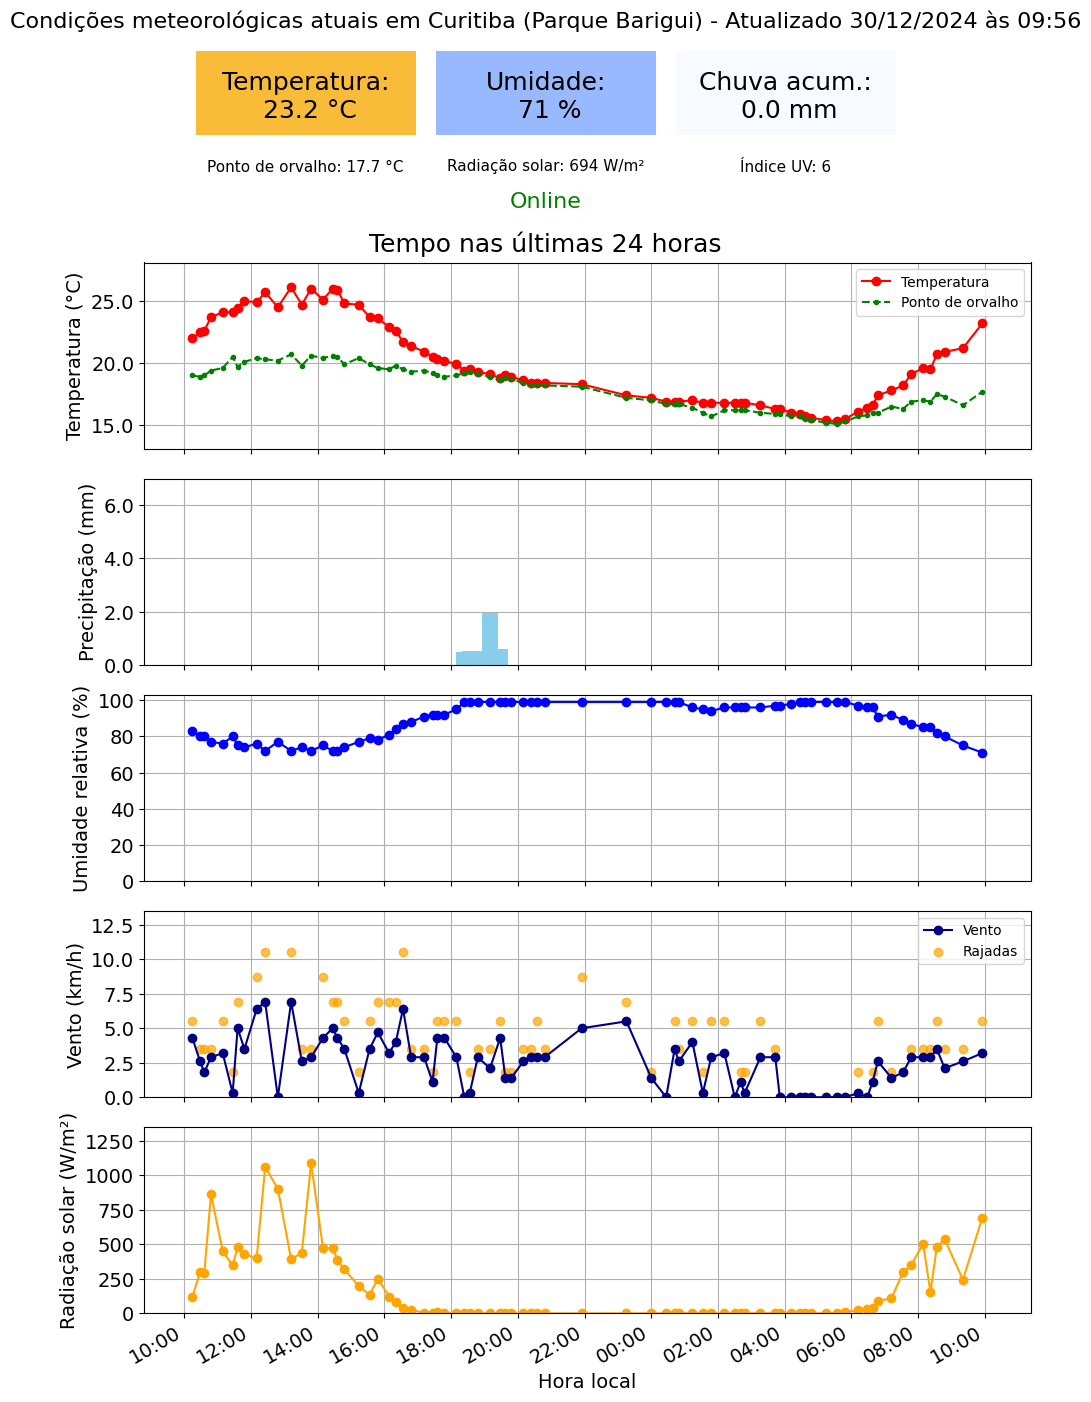 Condições meteorológicas atuais em Curitiba (Parque Barigui) - Atualizado 30/12/2024 às 09:56
Temperatura:
23.2 °C
Umidade:
71 %
Chuva acum.:
0.0 mm
Ponto de orvalho: 17.7 °C
Radiação solar: 694 W/m²
Índice UV: 6
Online
Tempo nas últimas 24 horas
Temperatura (°C)
25.0
20.0
15.0
Temperatura
Ponto de orvalho
Precipitação (mm)
6.0
4.0
2.0
0.0
Umidade relativa (%)
100
80
60
40
20
0
Vento (km/h)
12.5
10.0
7.5
5.0
2.5
0.0
Vento
Rajadas
Radiação solar (W/m²)
1250
1000
750
500
250
0
10:00
12:00
14:00
16:00
18:00
20:00
22:00
00:00
02:00
04:00
06:00
08:00
10:00
Hora local